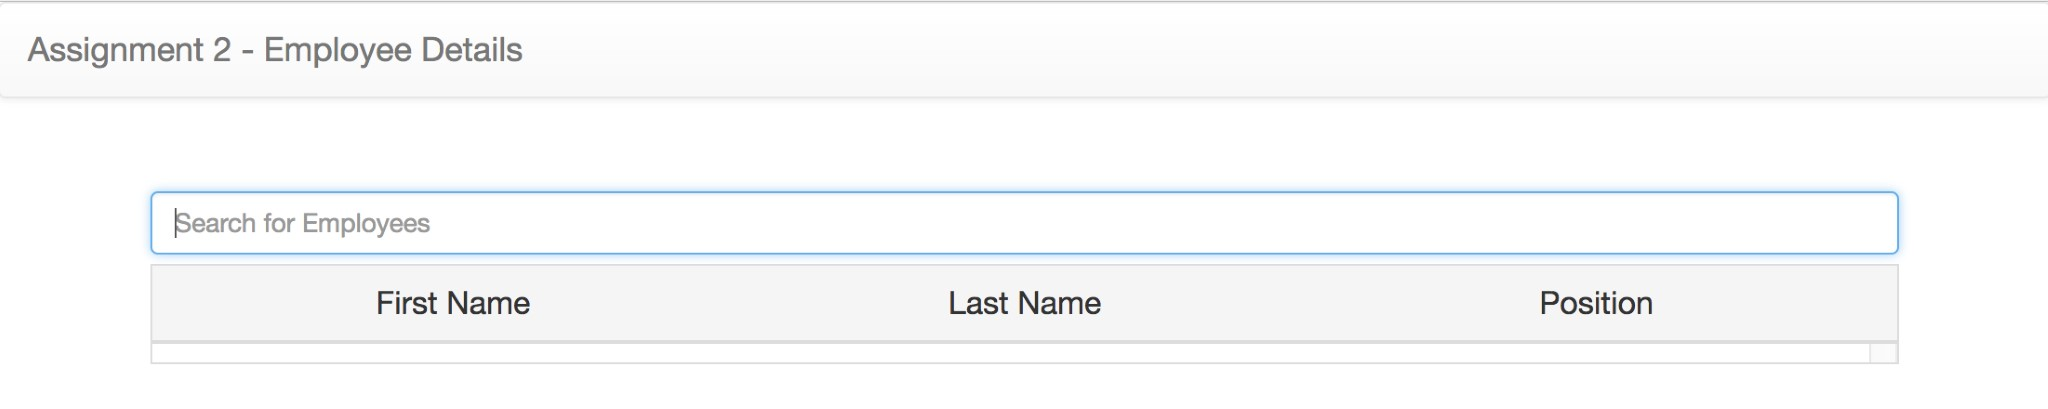 Assignment 2 - Employee Details
Search for Employees
First Name Last Name Position